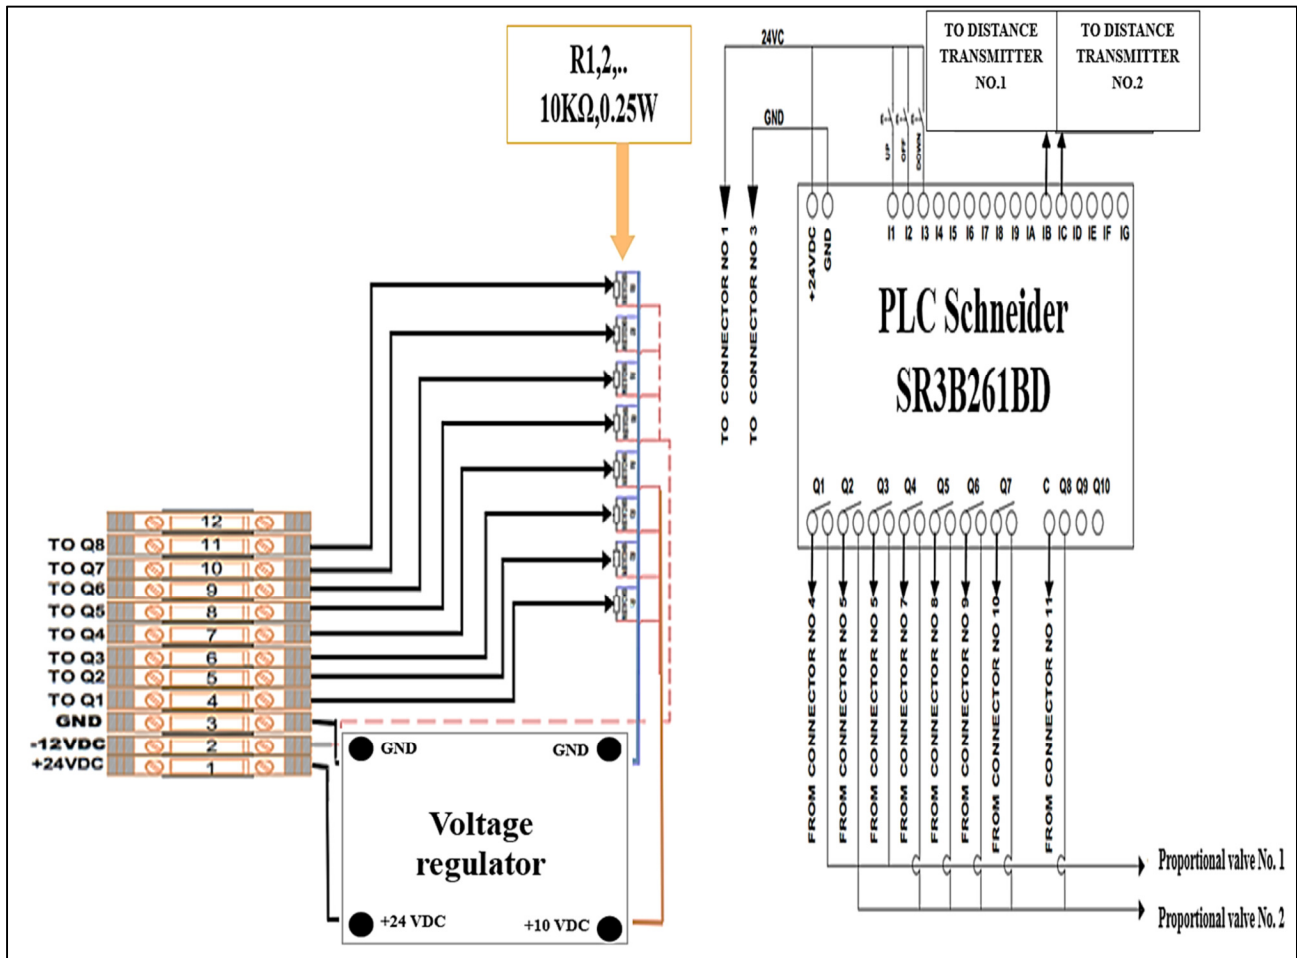 R1,2,..
10KΩ,0.25W
24VC
GND
TO DISTANCE
TRANSMITTER
NO.1
TO DISTANCE
TRANSMITTER
NO.2
UP
OFF
DOWN
TO CONNECTOR NO 1
TO CONNECTOR NO 3
+24VDC
GND
I1
I2
I3
I4
I5
I6
I7
I8
I9
IA
IB
IC
ID
IE
IF
IG
PLC Schneider
SR3B261BD
Q1
Q2
Q3
Q4
Q5
Q6
Q7
C
Q8
Q9
Q10
FROM CONNECTOR NO 4
FROM CONNECTOR NO 5
FROM CONNECTOR NO 5
FROM CONNECTOR NO 7
FROM CONNECTOR NO 8
FROM CONNECTOR NO 9
FROM CONNECTOR NO 10
FROM CONNECTOR NO 11
Proportional valve No. 1
Proportional valve No. 2
12
TO Q8 11
TO Q7 10
TO Q6 9
TO Q5 8
TO Q4 7
TO Q3 6
TO Q2 5
TO Q1 4
GND 3
-12VDC 2
+24VDC 1
GND
GND
Voltage
regulator
+24 VDC
+10 VDC